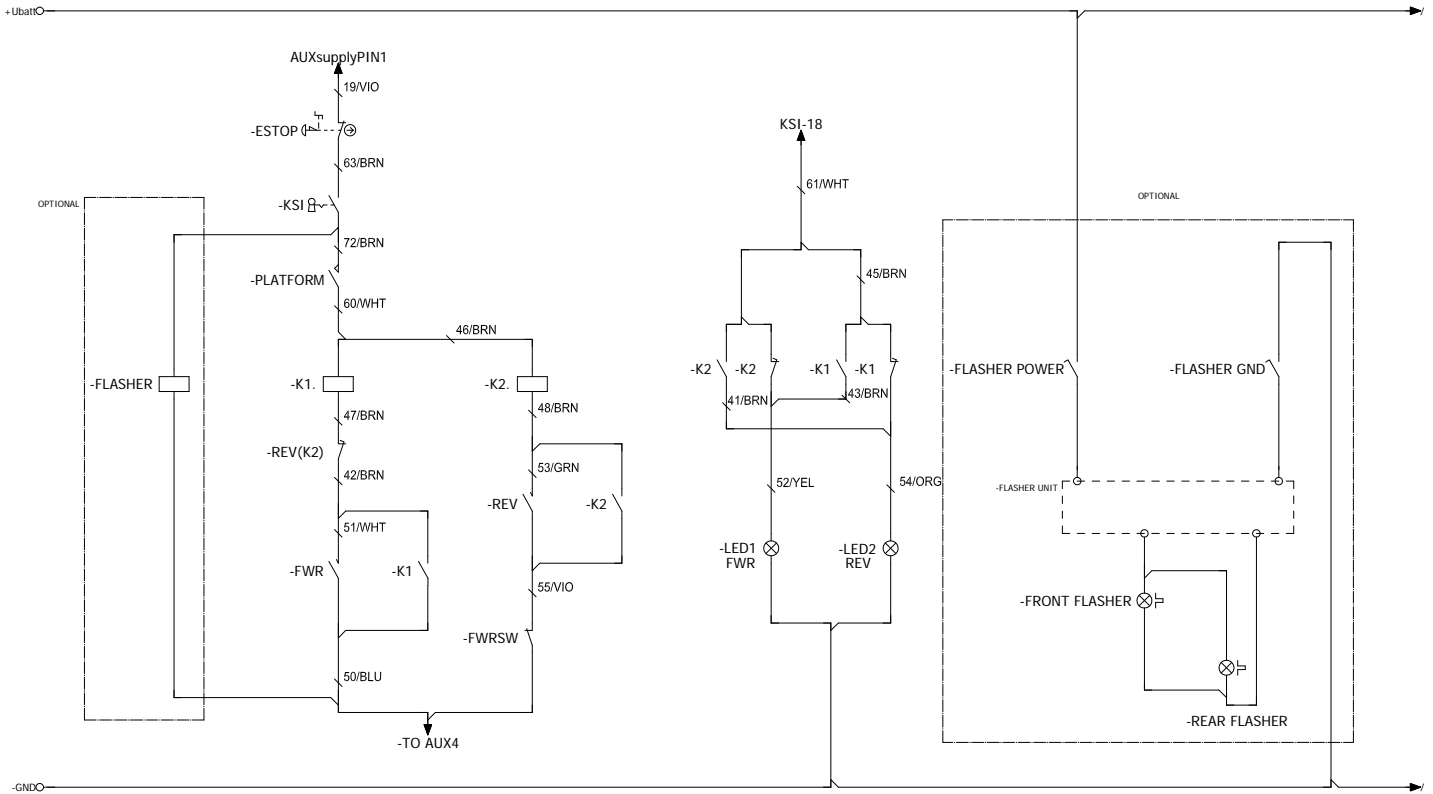 +Ubatt
/
AUXsupplyPIN1
19/VIO
-ESTOP
63/BRN
-KSI
OPTIONAL
72/BRN
-PLATFORM
60/WHT
46/BRN
-FLASHER
-K1.
-K2.
47/BRN
48/BRN
-REV(K2)
42/BRN
53/GRN
-REV
-K2
51/WHT
-FWR
-K1
55/VIO
-FWRSW
50/BLU
-TO AUX4
KSI-18
61/WHT
45/BRN
-K2
-K2
-K1
-K1
41/BRN
43/BRN
52/YEL
54/ORG
-LED1
FWR
-LED2
REV
OPTIONAL
-FLASHER POWER
-FLASHER GND
-FLASHER UNIT
-FRONT FLASHER
-REAR FLASHER
-GND
/